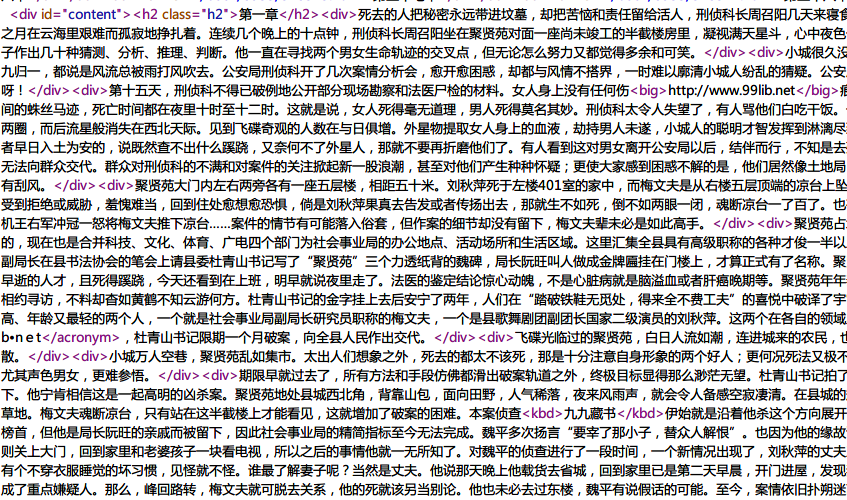 <div id="content"><h2 class="h2">第一章</h2><div>死去的人把秘密永远带进坟墓，却把苦恼和责任留给活人，刑侦科长周召阳几天来寝食
之月在云海里艰难而孤寂地挣扎着。连续几个晚上的十点钟，刑侦科长周召阳坐在聚贤苑对面一座尚未竣工的半截楼房里，凝视满天星斗，心中夜色
子作出几十种猜测、分析、推理、判断。他一直在寻找两个男女生命轨迹的交叉点，但无论怎么努力又都觉得多余和可笑。</div><div>小城很久没
九归一，都说是风流总被雨打风吹去。公安局刑侦科开了几次案情分析会，愈开愈困惑，却都与风情不搭界，一时难以廓清小城人纷乱的猜疑。公安
呀！</div><div>第十五天，刑侦科不得已破例地公开部分现场勘察和法医尸检的材料。女人身上没有任何伤<big>http://www.99lib.net</big>痕
间的蛛丝马迹，死亡时间都在夜里十时至十二时。这就是说，女人死得毫无道理，男人死得莫名其妙。刑侦科太令人失望了，有人骂他们白吃干饭。
两圈，而后流星般消失在西北天际。见到飞碟奇观的人数在与日俱增。外星物提取女人身上的血液，劫持男人未遂，小城人的聪明才智发挥到淋漓尽
者早日入土为安的，说既然查不出什么蹊跷，又奈何不了外星人，那就不要再折磨他们了。有人看到这对男女离开公安局以后，结伴而行，不知是去
无法向群众交代。群众对刑侦科的不满和对案件的关注掀起新一股浪潮，甚至对他们产生种种怀疑；更使大家感到困惑不解的是，他们居然像土地局
有刮风。</div><div>聚贤苑大门内左右两旁各有一座五层楼，相距五十米。刘秋萍死于左楼401室的家中，而梅文夫是从右楼五层顶端的凉台上坠
受到拒绝或威胁，羞愧难当，回到住处愈想愈恐惧，倘是刘秋萍果真去告发或者传扬出去，那就生不如死，倒不如两眼一闭，魂断凉台一了百了。也
机王右军冲冠一怒将梅文夫推下凉台……案件的情节有可能落入俗套，但作案的细节却没有留下，梅文夫辈未必是如此高手。</div><div>聚贤苑占
的，现在也是合并科技、文化、体育、广电四个部门为社会事业局的办公地点、活动场所和生活区域。这里汇集全县具有高级职称的各种才俊一半以
副局长在县书法协会的笔会上请县委杜青山书记写了“聚贤苑”三个力透纸背的魏碑，局长阮旺叫人做成金牌匾挂在门楼上，才算正式有了名称。聚
早逝的人才，且死得蹊跷，今天还看到在上班，明早就说夜里走了。法医的鉴定结论惊心动魄，不是心脏病就是脑溢血或者肝癌晚期等。聚贤苑年年
相约寻访，不料却杳如黄鹤不知云游何方。杜青山书记的金字挂上去后安宁了两年，人们在“踏破铁鞋无觅处，得来全不费工夫”的喜悦中破译了宇
高、年龄又最轻的两个人，一个就是社会事业局副局长研究员职称的梅文夫，一个是县歌舞剧团副团长国家二级演员的刘秋萍。这两个在各自的领域
b•n e t</acronym>，杜青山书记限期一个月破案，向全县人民作出交代。</div><div>飞碟光临过的聚贤苑，白日人流如潮，连进城来的农民，也
散。</div><div>小城万人空巷，聚贤苑乱如集市。太出人们想象之外，死去的都太不该死，那是十分注意自身形象的两个好人；更何况死法又极不
尤其声色男女，更难参悟。</div><div>期限早就过去了，所有方法和手段仿佛都滑出破案轨道之外，终极目标显得那么渺茫无望。杜青山书记拍了
下。他宁肯相信这是一起高明的凶杀案。聚贤苑地处县城西北角，背靠山包，面向田野，人气稀落，夜来风雨声，就会令人备感空寂凄清。在县城的
草地。梅文夫魂断凉台，只有站在这半截楼上才能看见，这就增加了破案的困难。本案侦查<kbd>九九藏书</kbd>伊始就是沿着他杀这个方向展开
榜首，但他是局长阮旺的亲戚而被留下，因此社会事业局的精简指标至今无法完成。魏平多次扬言“要宰了那小子，替众人解恨”。也因为他的缘故
则关上大门，回到家里和老婆孩子一块看电视，所以之后的事情他就一无所知了。对魏平的侦查进行了一段时间，一个新情况出现了，刘秋萍的丈夫
有个不穿衣服睡觉的坏习惯，见怪就不怪。谁最了解妻子呢？当然是丈夫。他说那天晚上他载货去省城，回到家里已是第二天早晨，开门进屋，发现
成了重点嫌疑人。那么，峰回路转，梅文夫就可脱去关系，他的死就该另当别论。他也未必去过东楼，魏平有说假话的可能。至今，案情依旧扑朔迷